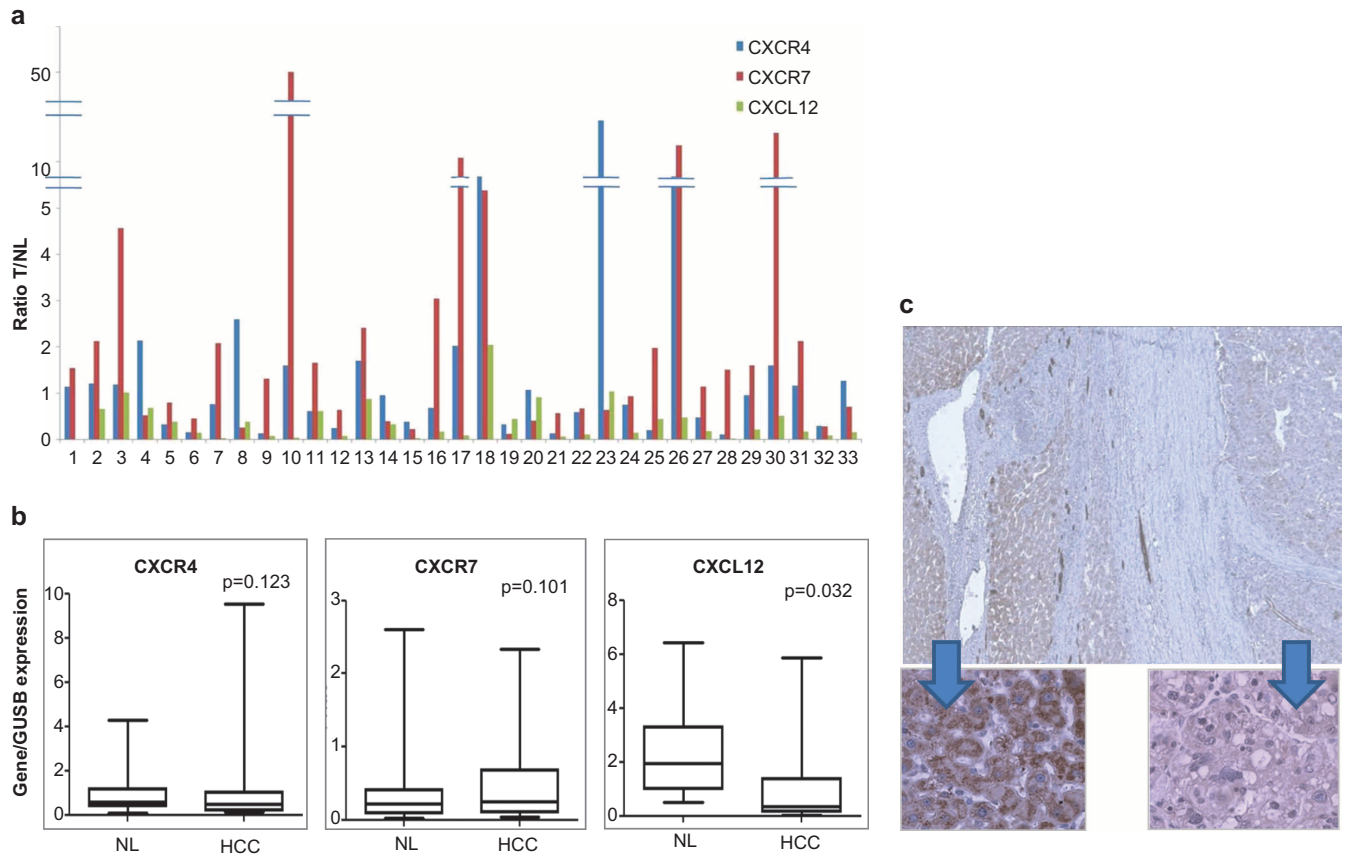 a
CXCR4
CXCR7
CXCL12
50
10
5
4
3
2
1
0
Ratio T/NL
1 2 3 4 5 6 7 8 9 10 11 12 13 14 15 16 17 18 19 20 21 22 23 24 25 26 27 28 29 30 31 32 33
b
Gene/GUSB expression
CXCR4
p=0.123
10
8
6
4
2
0
NL HCC
CXCR7
p=0.101
3
2
1
0
NL HCC
CXCL12
p=0.032
8
6
4
2
0
NL HCC
c